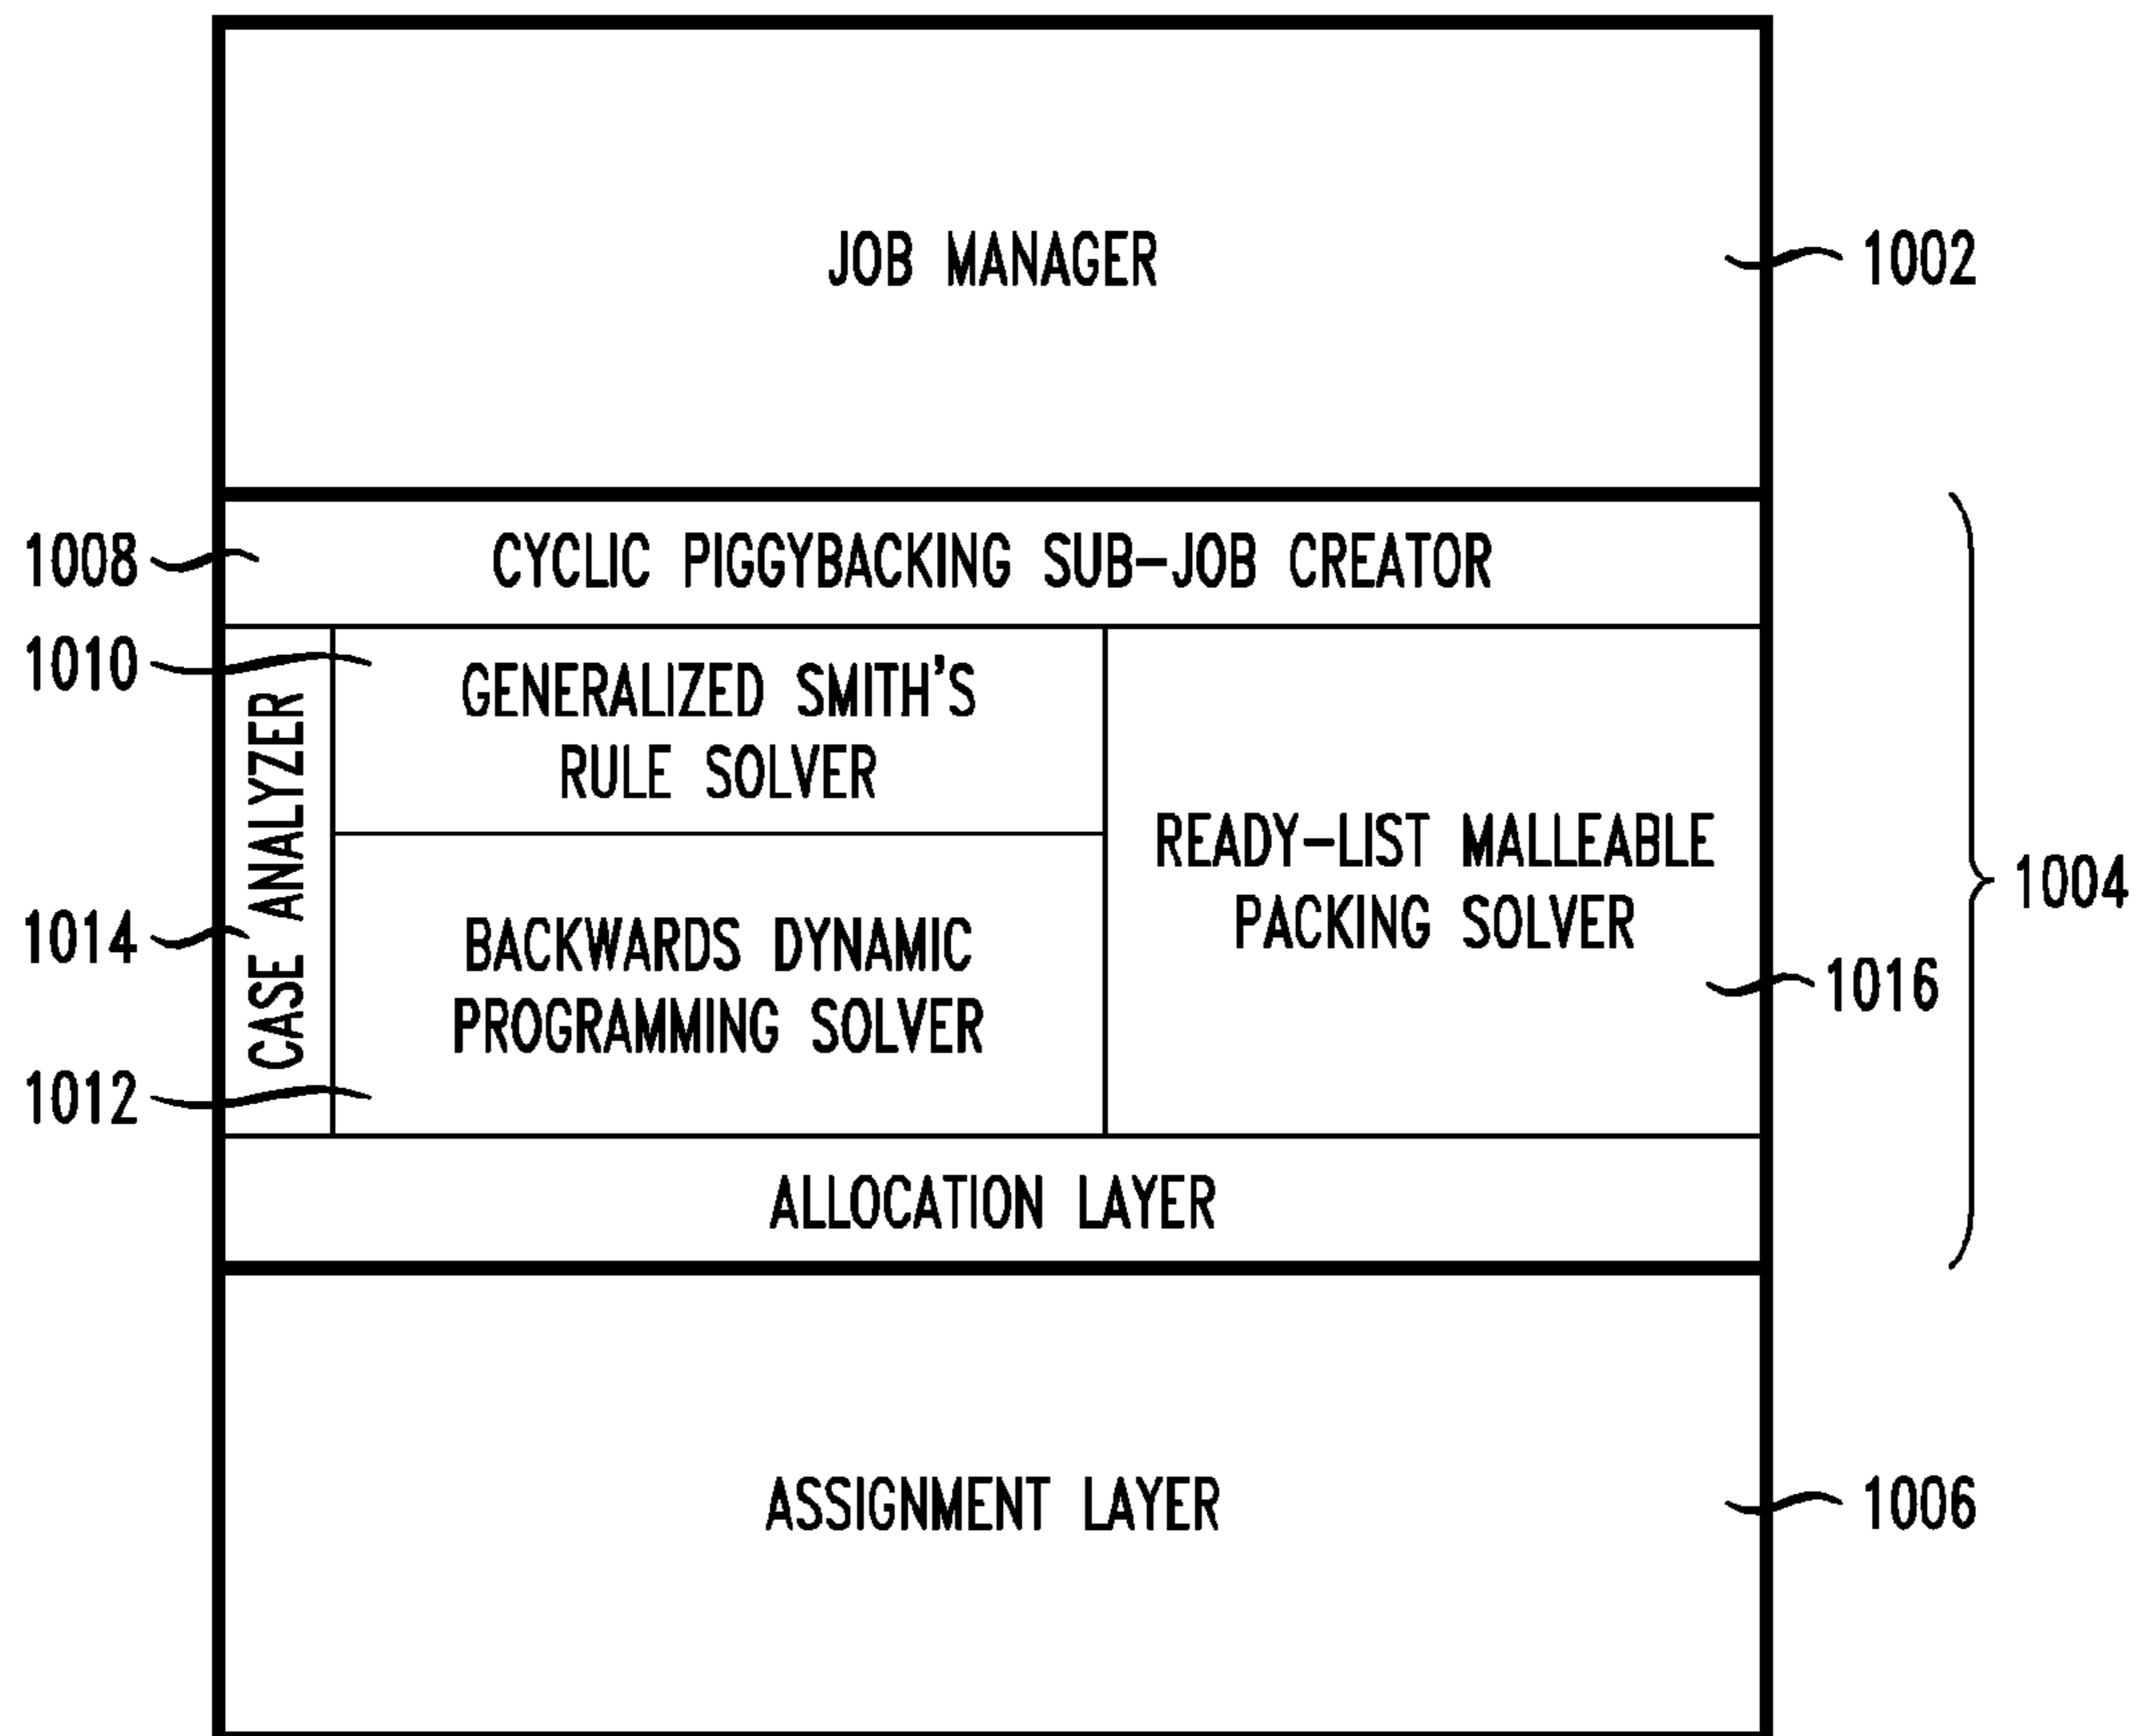 JOB MANAGER
1002
1008
CYCLIC PIGGYBACKING SUB-JOB CREATOR
1010
GENERALIZED SMITH'S
RULE SOLVER
CASE ANALYZER
READY-LIST MALLEABLE
PACKING SOLVER
1004
1014
BACKWARDS DYNAMIC
PROGRAMMING SOLVER
1016
1012
ALLOCATION LAYER
ASSIGNMENT LAYER
1006